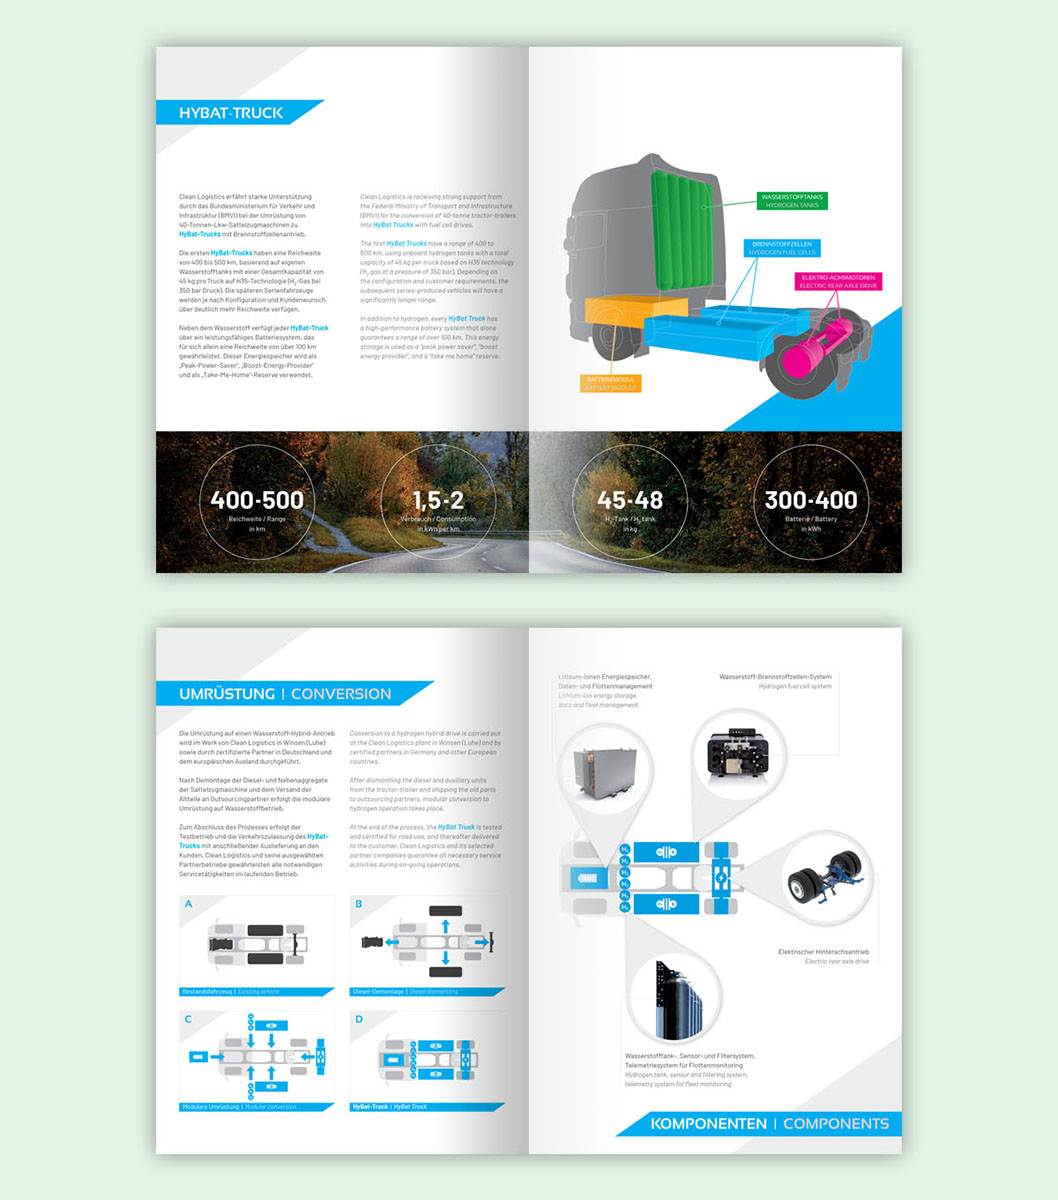 HYBAT-TRUCK
Clean Logistics erfährt starke Unterstützung
durch das Bundesministerium für Verkehr und
Infrastruktur (BMVI) bei der Umrüstung von
40-Tonnen-Lkw-Sattelzugmaschinen zu
HyBat-Trucks mit Brennstoffzellenantrieb.
Die ersten HyBat-Trucks haben eine Reichweite
von 400 bis 500 km, basierend auf eigenen
Wasserstofftanks mit einer Gesamtkapazität von
45 kg pro Truck auf H35-Technologie (H₂-Gas bei
350 bar Druck). Die späteren Serienfahrzeuge
werden je nach Konfiguration und Kundenwunsch
über deutlich mehr Reichweite verfügen.
Neben dem Wasserstoff verfügt jeder HyBat-Truck
über ein leistungsfähiges Batteriesystem, das
für sich allein eine Reichweite von über 100 km
gewährleistet. Dieser Energiespeicher wird als
„Peak-Power-Saver", „Boost-Energy-Provider"
und als „Take-Me-Home"-Reserve verwendet.
Clean Logistics is receiving strong support from
the Federal Ministry of Transport and Infrastructure
(BMVI) for the conversion of 40-tonne tractor-trailers
into HyBat Trucks with fuel cell drives.
The first HyBat Trucks have a range of 400 to
500 km, using onboard hydrogen tanks with a total
capacity of 45 kg per truck based on H35 technology
(H₂ gas at a pressure of 350 bar). Depending on
the configuration and customer requirements, the
subsequent series-produced vehicles will have a
significantly longer range.
In addition to hydrogen, every HyBat Truck has
a high-performance battery system that alone
guarantees a range of over 100 km. This energy
storage is used as a "peak power saver", "boost
energy provider", and a "take me home" reserve.
WASSERSTOFFTANKS
HYDROGEN TANKS
BRENNSTOFFZELLEN
HYDROGEN FUEL CELLS
ELEKTRO-ACHSMOTOREN
ELECTRIC REAR AXLE DRIVE
BATTERIEMODUL
BATTERY MODULE
400-500
Reichweite / Range
in km
1,5-2
Verbrauch / Consumption
in kWh per km
45-48
H₂-Tank / H₂ tank
in kg
300-400
Batterie / Battery
in kWh
UMRÜSTUNG | CONVERSION
Die Umrüstung auf einen Wasserstoff-Hybrid-Antrieb
wird im Werk von Clean Logistics in Winsen (Luhe)
sowie durch zertifizierte Partner in Deutschland und
dem europäischen Ausland durchgeführt.
Nach Demontage der Diesel- und Nebenaggregate
der Sattelzugmaschine und dem Versand der
Altteile an Outsourcingpartner erfolgt die modulare
Umrüstung auf Wasserstoffbetrieb.
Zum Abschluss des Prozesses erfolgt der
Testbetrieb und die Verkehrszulassung des HyBat-
Trucks mit anschließender Auslieferung an den
Kunden. Clean Logistics und seine ausgewählten
Partnerbetriebe gewährleisten alle notwendigen
Servicetätigkeiten im laufenden Betrieb.
Conversion to a hydrogen hybrid drive is carried out
at the Clean Logistics plant in Winsen (Luhe) and by
certified partners in Germany and other European
countries.
After dismantling the diesel and auxiliary units
from the tractor-trailer and shipping the old parts
to outsourcing partners, modular conversion to
hydrogen operation takes place.
At the end of the process, the HyBat Truck is tested
and certified for road use, and thereafter delivered
to the customer. Clean Logistics and its selected
partner companies guarantee all necessary service
activities during on-going operations.
A
Bestandsfahrzeug | Existing vehicle
B
Diesel-Demontage | Diesel dismantling
C
Modulare Umrüstung | Modular conversion
D
HyBat-Truck | HyBat Truck
Lithium-Ionen Energiespeicher,
Daten- und Flottenmanagement
Lithium-ion energy storage,
data and fleet management
Wasserstoff-Brennstoffzellen-System
Hydrogen fuel cell system
H₂
H₂
H₂
H₂
H₂
H₂
Elektrischer Hinterachsantrieb
Electric rear axle drive
Wasserstofftank-, Sensor- und Filtersystem,
Telemetriesystem für Flottenmonitoring
Hydrogen tank, sensor and filtering system,
telemetry system for fleet monitoring
KOMPONENTEN | COMPONENTS